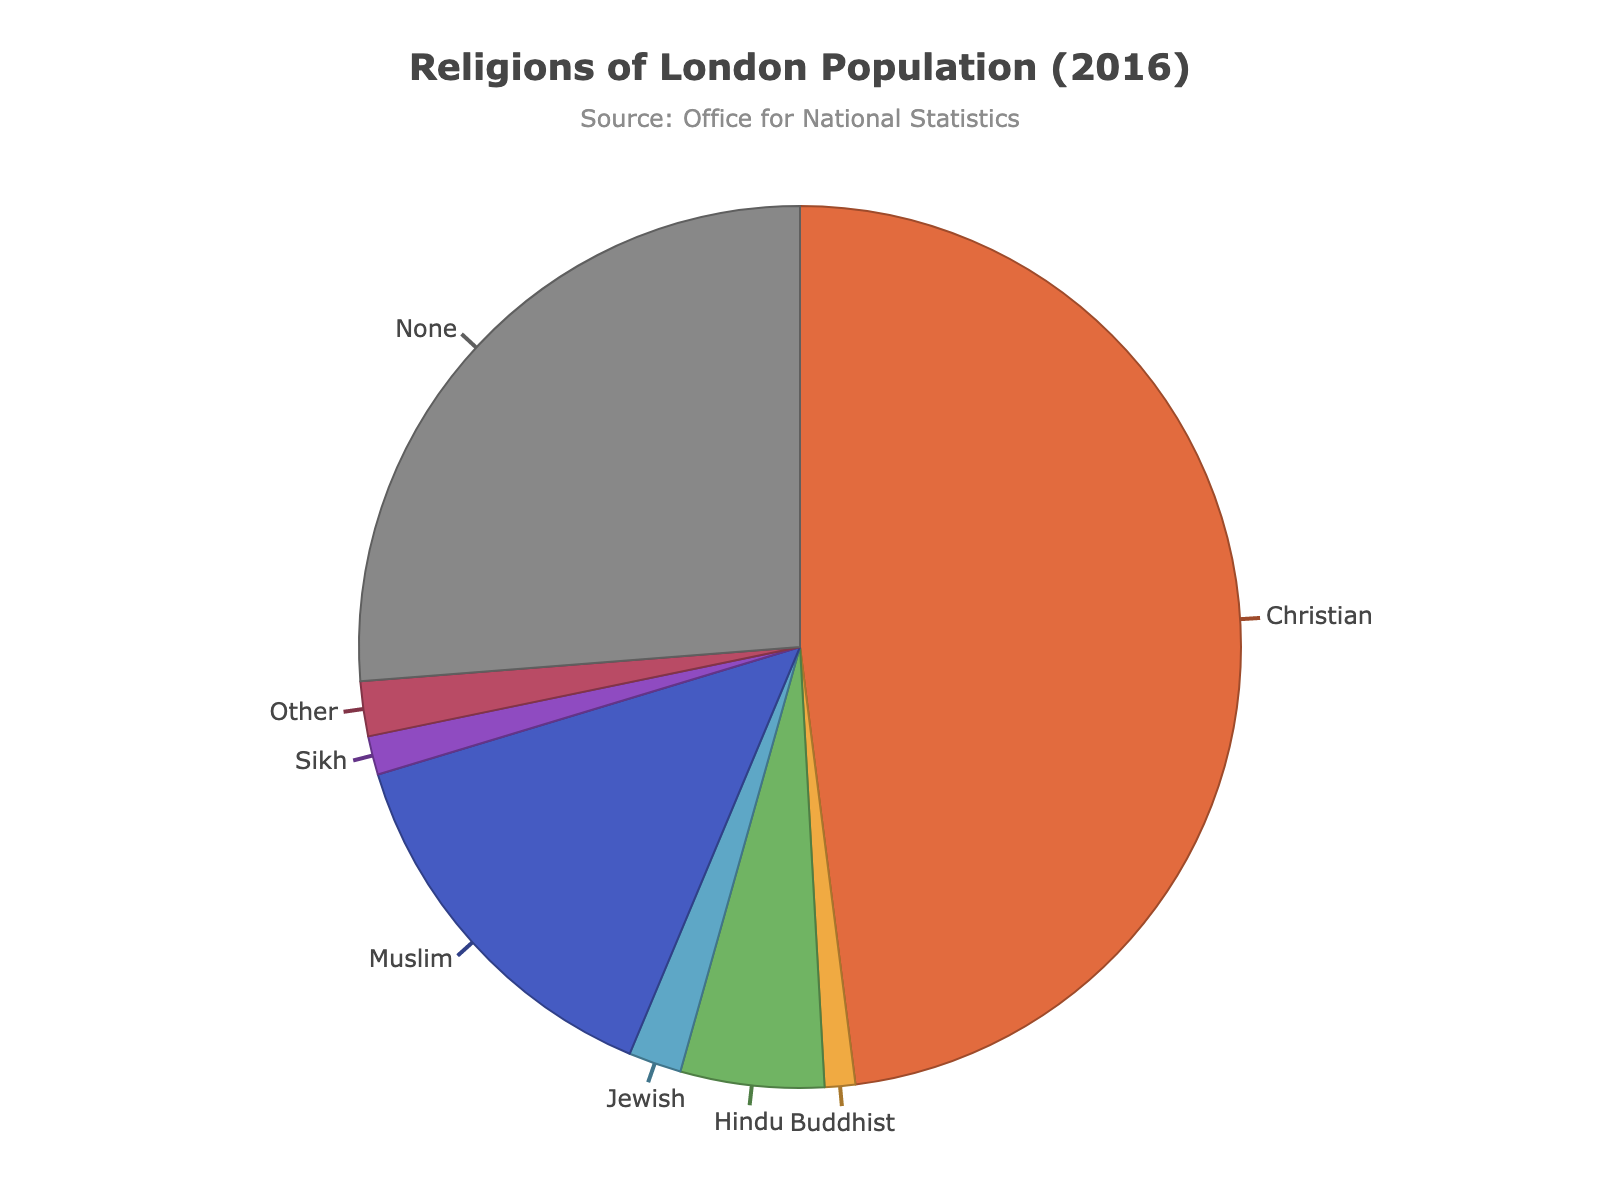 Religions of London Population (2016)
Source: Office for National Statistics
None
Christian
Other
Sikh
Muslim
Jewish
Hindu
Buddhist